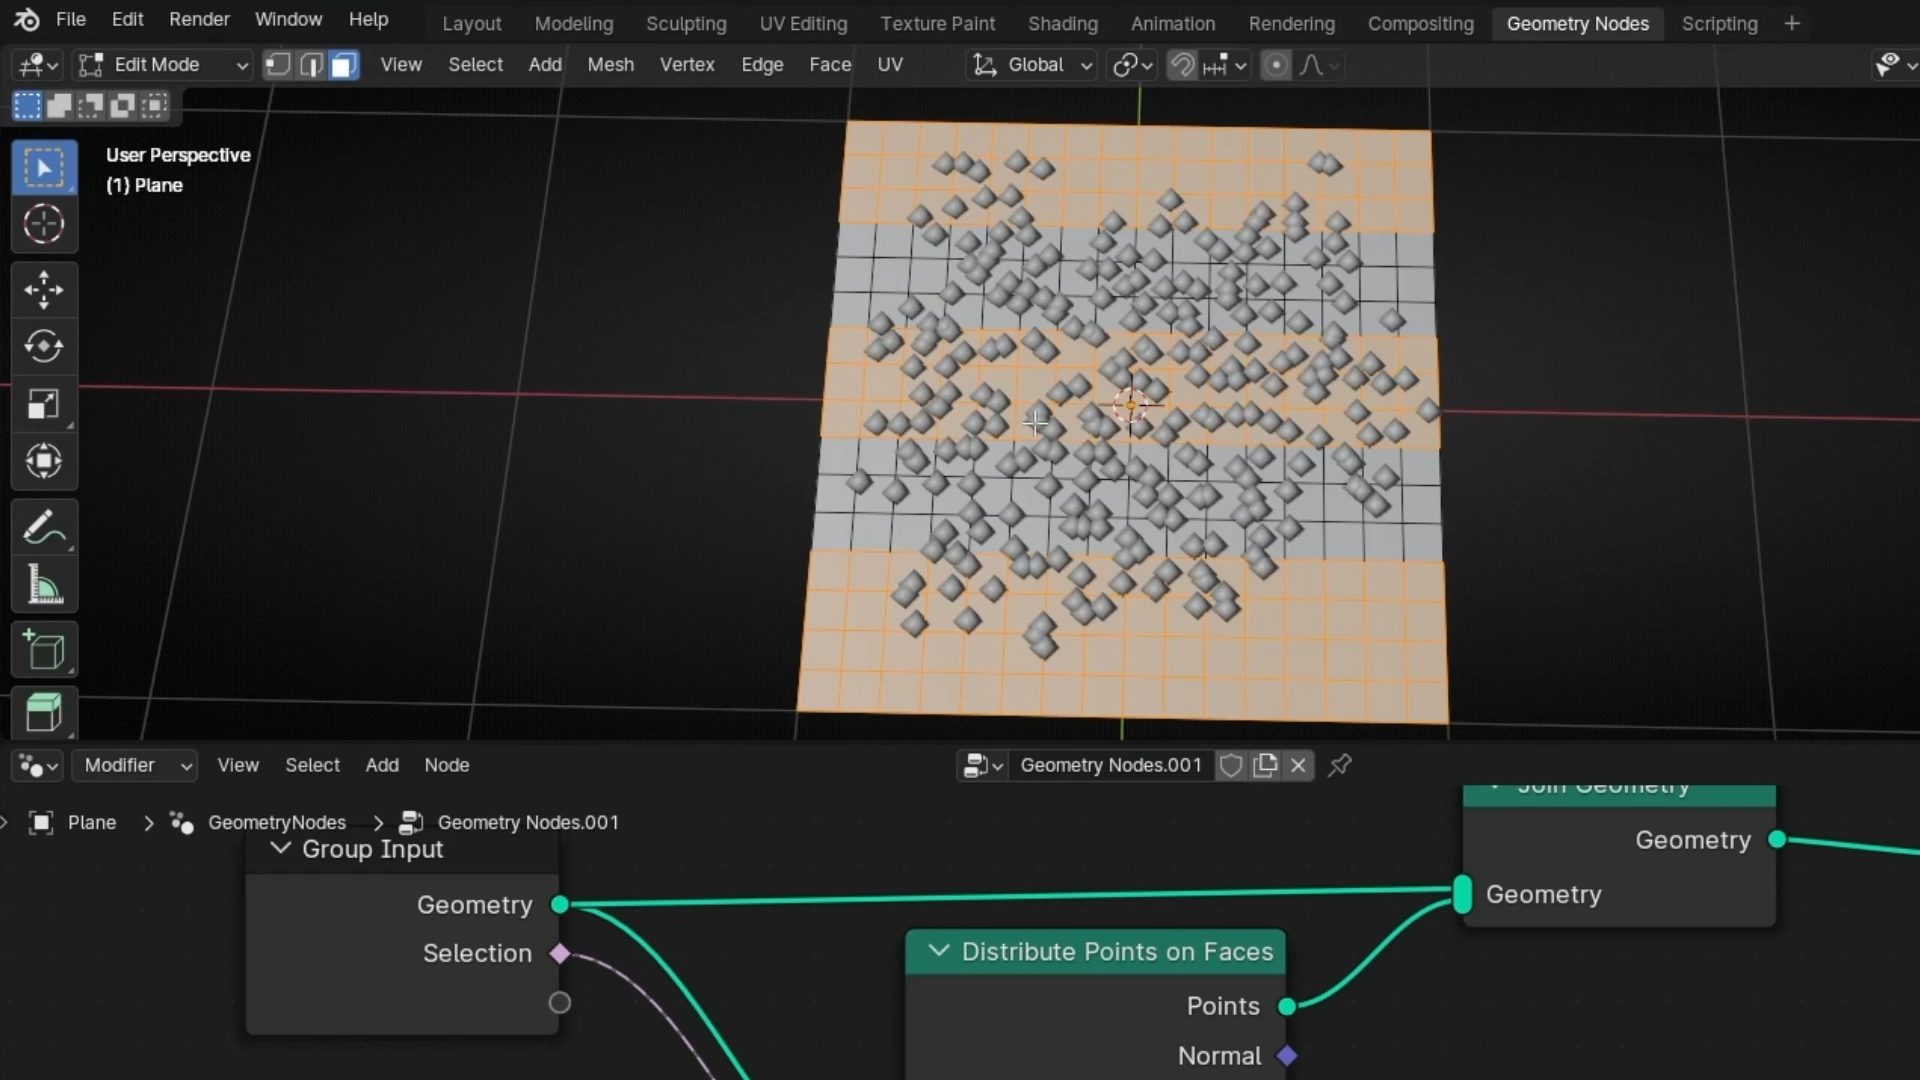 File Edit Render Window Help Layout Modeling Sculpting UV Editing Texture Paint Shading Animation Rendering Compositing Geometry Nodes Scripting +
Edit Mode View Select Add Mesh Vertex Edge Face UV Global
User Perspective
(1) Plane
Modifier View Select Add Node Geometry Nodes.001
Plane > GeometryNodes > Geometry Nodes.001
Join Geometry
Geometry
Geometry
Group Input
Geometry
Selection
Distribute Points on Faces
Points
Normal